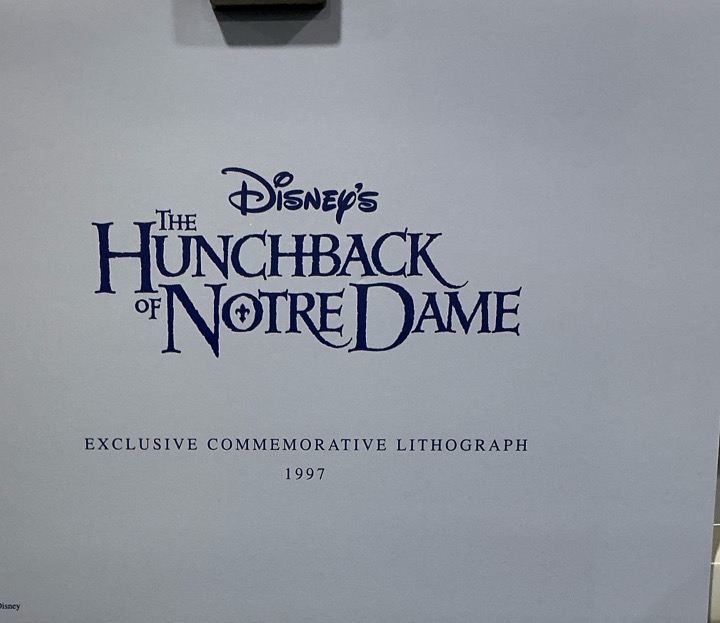 Disney's
THE
HUNCHBACK
OF NOTRE DAME
EXCLUSIVE COMMEMORATIVE LITHOGRAPH
1997
Disney